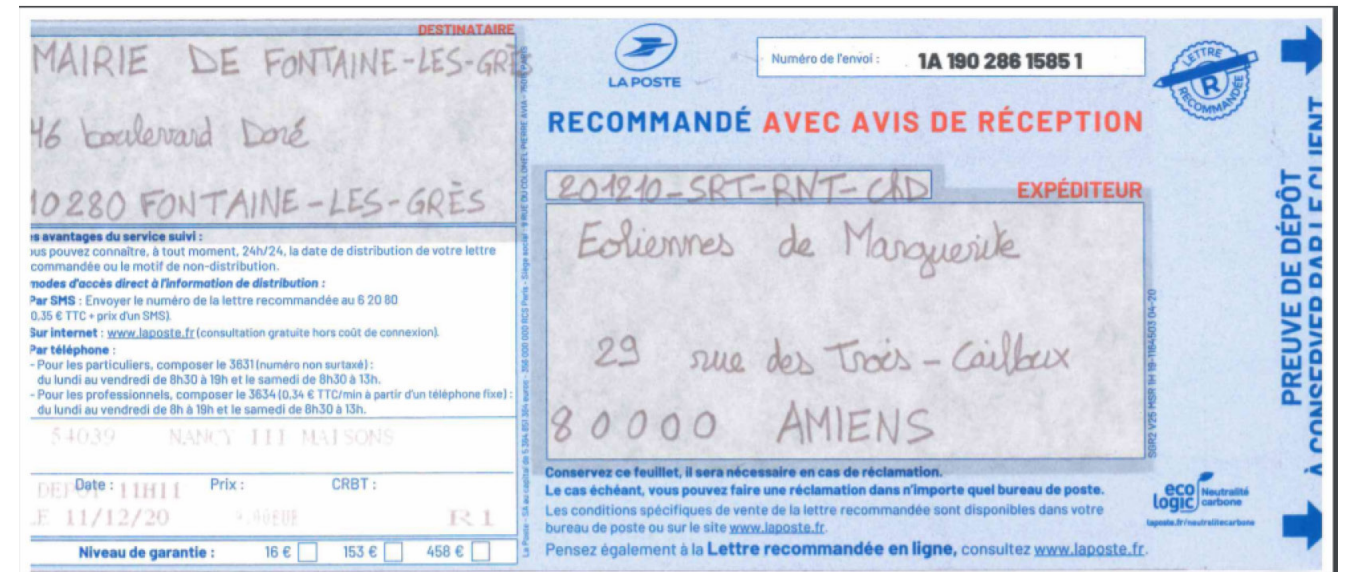 DESTINATAIRE
MAIRIE DE FONTAINE-LES-GRÈS
46 boulevard Doré
10280 FONTAINE-LES-GRÈS
s avantages du service suivi :
us pouvez connaître, à tout moment, 24h/24, la date de distribution de votre lettre
commandée ou le motif de non-distribution.
modes d'accès direct à l'information de distribution :
Par SMS : Envoyer le numéro de la lettre recommandée au 6 20 80
0,35 € TTC + prix d'un SMS).
Sur internet : www.laposte.fr (consultation gratuite hors coût de connexion).
Par téléphone :
- Pour les particuliers, composer le 3631 (numéro non surtaxé) :
du lundi au vendredi de 8h30 à 19h et le samedi de 8h30 à 13h.
- Pour les professionnels, composer le 3634 (0,34 € TTC/min à partir d'un téléphone fixe) :
du lundi au vendredi de 8h à 19h et le samedi de 8h30 à 13h.
54039 NANCY III MAISONS
Date : Prix : CRBT :
DEPOT 11H11
LE 11/12/20 R 1
Niveau de garantie : 16 € 153 € 458 €
LA POSTE
Numéro de l'envoi : 1A 190 286 1585 1
LETTRE RECOMMANDÉE
R
RECOMMANDÉ AVEC AVIS DE RÉCEPTION
201210-SRT-RNT-CAD
EXPÉDITEUR
Eoliennes de Marguerite
29 rue des Trois-Cailloux
80000 AMIENS
Conservez ce feuillet, il sera nécessaire en cas de réclamation.
Le cas échéant, vous pouvez faire une réclamation dans n'importe quel bureau de poste.
Les conditions spécifiques de vente de la lettre recommandée sont disponibles dans votre
bureau de poste ou sur le site www.laposte.fr.
Pensez également à la Lettre recommandée en ligne, consultez www.laposte.fr.
SGR2 V25 MSR 1H 19-1184503 04-20
eco logic Neutralité carbone
laposte.fr/neutralitecarbone
PREUVE DE DÉPÔT
À CONSERVER PAR LE CLIENT